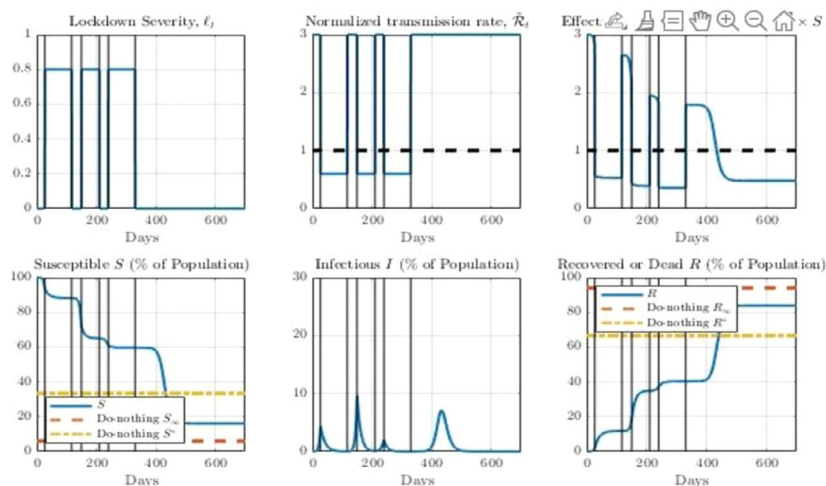 Lockdown Severity, ℓt
1
0.8
0.6
0.4
0.2
0
0 200 400 600
Days
Normalized transmission rate, R̃t
3
2
1
0
0 200 400 600
Days
Effect × S
3
2
1
0
0 200 400 600
Days
Susceptible S (% of Population)
100
80
60
40
20
0
S
Do-nothing S∞
Do-nothing S*
0 200 400 600
Days
Infectious I (% of Population)
30
20
10
0
0 200 400 600
Days
Recovered or Dead R (% of Population)
100
80
60
40
20
0
R
Do-nothing R∞
Do-nothing R*
0 200 400 600
Days